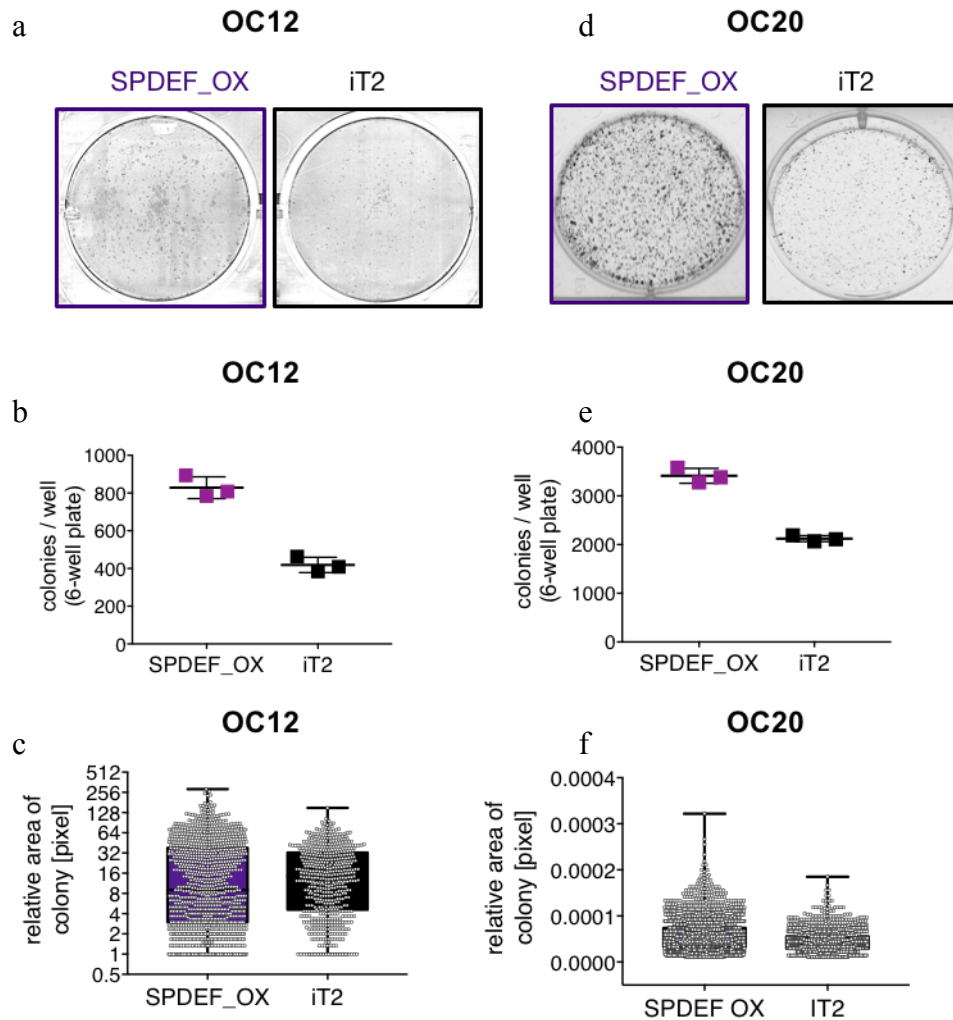 a
OC12
SPDEF_OX
iT2
d
OC20
SPDEF_OX
iT2
b
OC12
colonies / well
(6-well plate)
1000
800
600
400
200
0
SPDEF_OX
iT2
e
OC20
colonies / well
(6-well plate)
4000
3000
2000
1000
0
SPDEF_OX
iT2
c
OC12
relative area of
colony [pixel]
512
256
128
64
32
16
8
4
2
1
0.5
SPDEF_OX
iT2
f
OC20
relative area of
colony [pixel]
0.0004
0.0003
0.0002
0.0001
0.0000
SPDEF OX
IT2